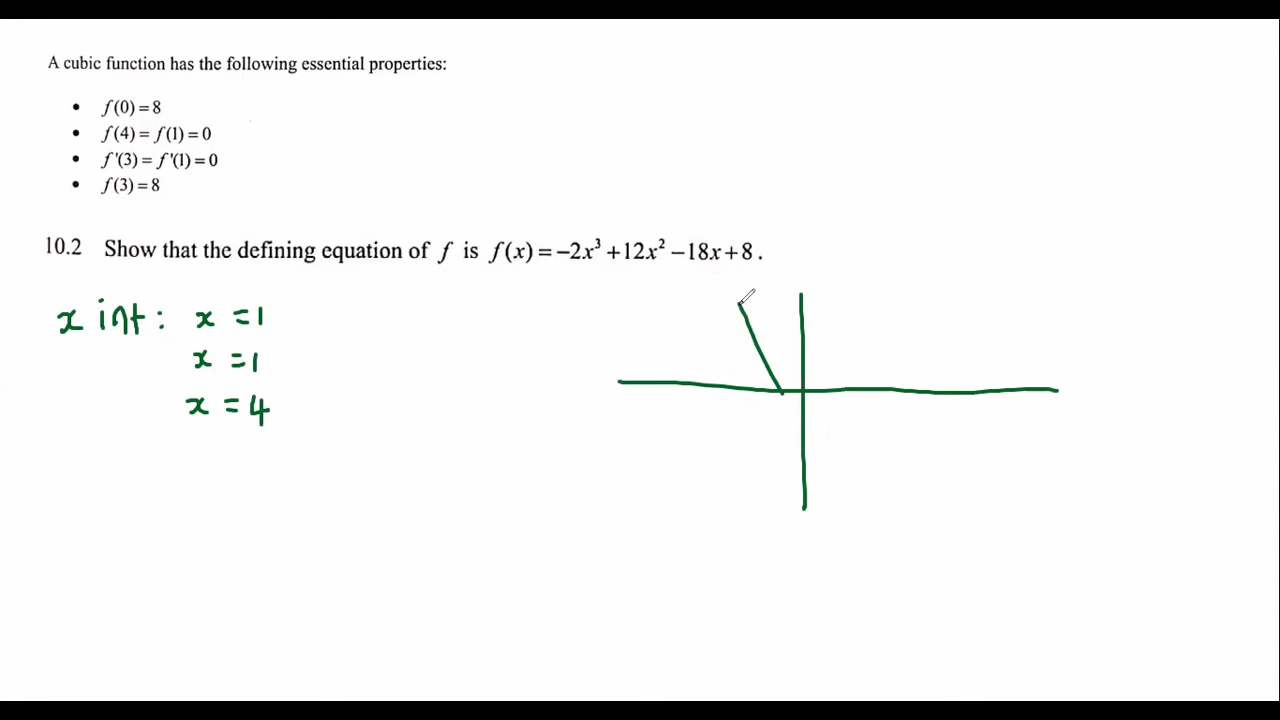 A cubic function has the following essential properties:
• f(0) = 8
• f(4) = f(1) = 0
• f'(3) = f'(1) = 0
• f(3) = 8
10.2 Show that the defining equation of f is f(x) = −2x³ + 12x² − 18x + 8 .
x int: x = 1
x = 1
x = 4